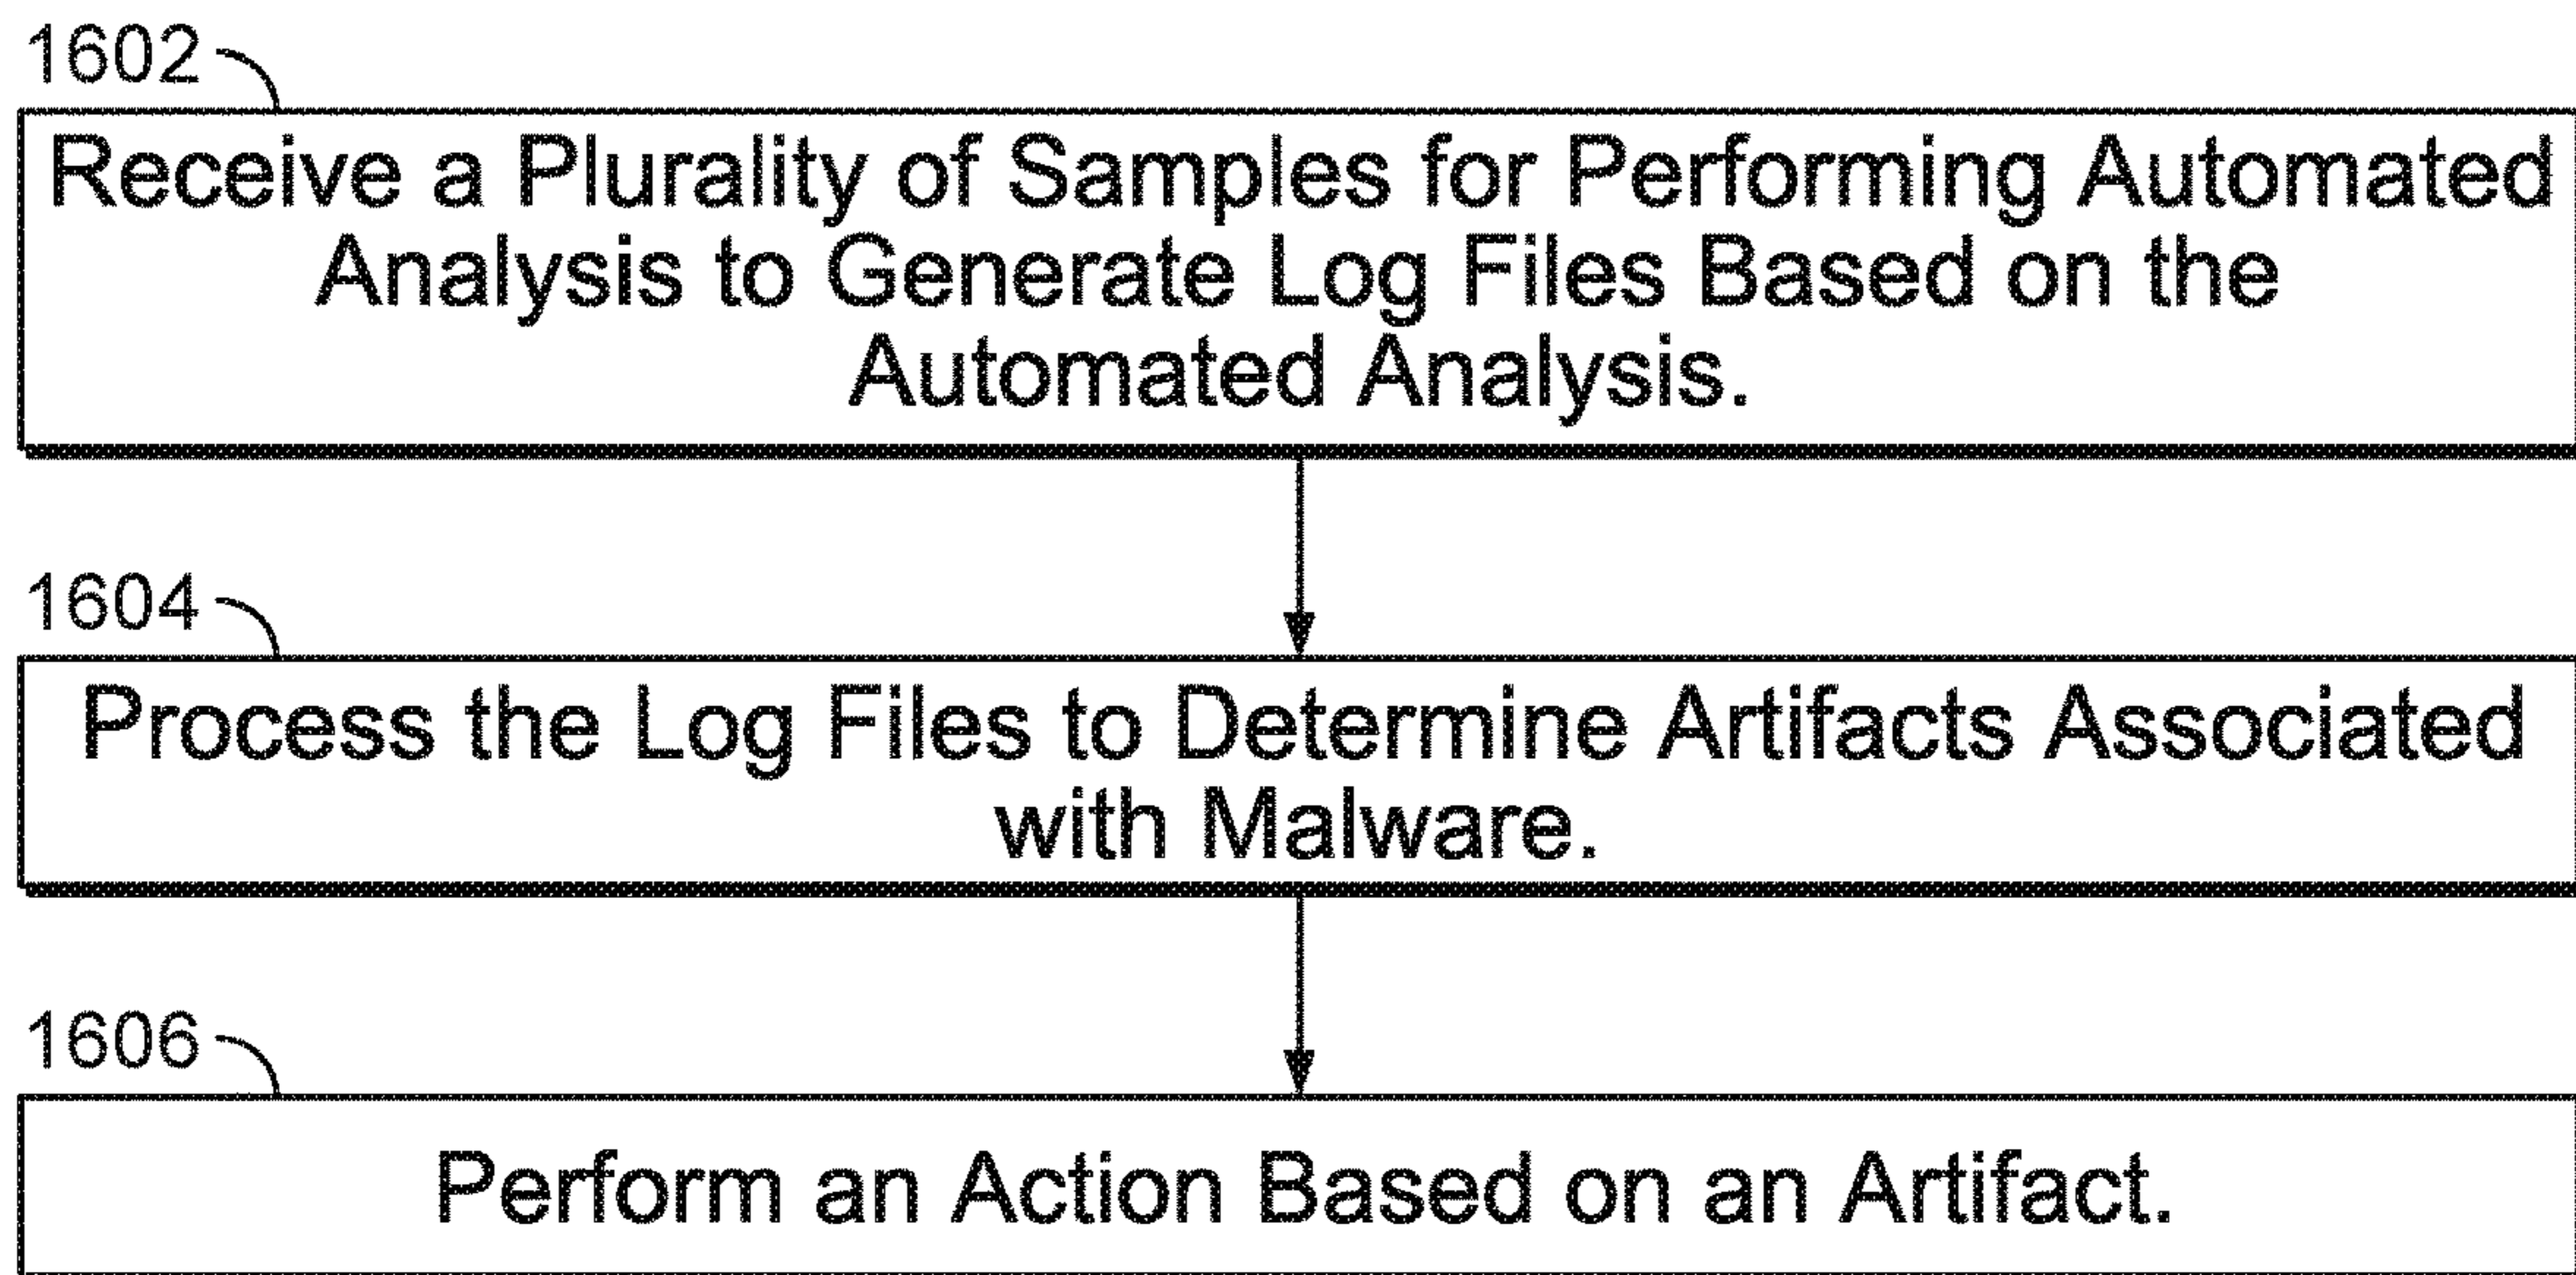 1602
Receive a Plurality of Samples for Performing Automated
Analysis to Generate Log Files Based on the
Automated Analysis.
1604
Process the Log Files to Determine Artifacts Associated
with Malware.
1606
Perform an Action Based on an Artifact.